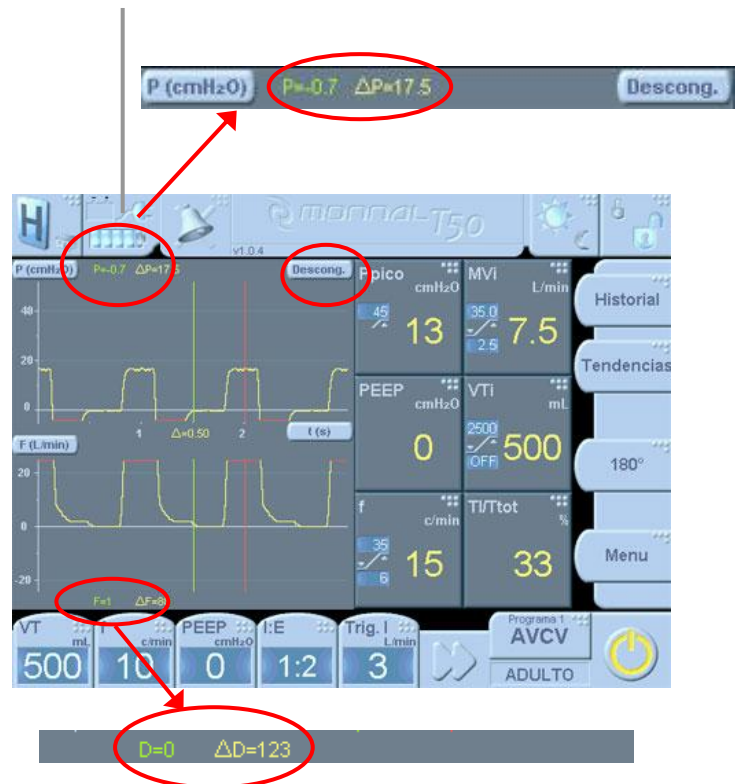 P (cmH₂O) P=-0.7 △P=17.5 Descong.
H monnal-T50
v1.0.4
P (cmH₂O) P=-0.7 △P=17.5 Descong.
40
20
0
1 △=0.50 2 t (s)
F (L/min)
20
0
-20
F=1 △F=8
Ppico cmH₂O
45 13
MVi L/min
35.0 2.5 7.5
PEEP cmH₂O
0
VTi mL
2500 OFF 500
f c/min
35 6 15
TI/Ttot %
33
Historial
Tendencias
180°
Menu
VT mL
500
c/min
10
PEEP cmH₂O
0
I:E
1:2
Trig. I L/min
3
Programa 1
AVCV
ADULTO
D=0 △D=123